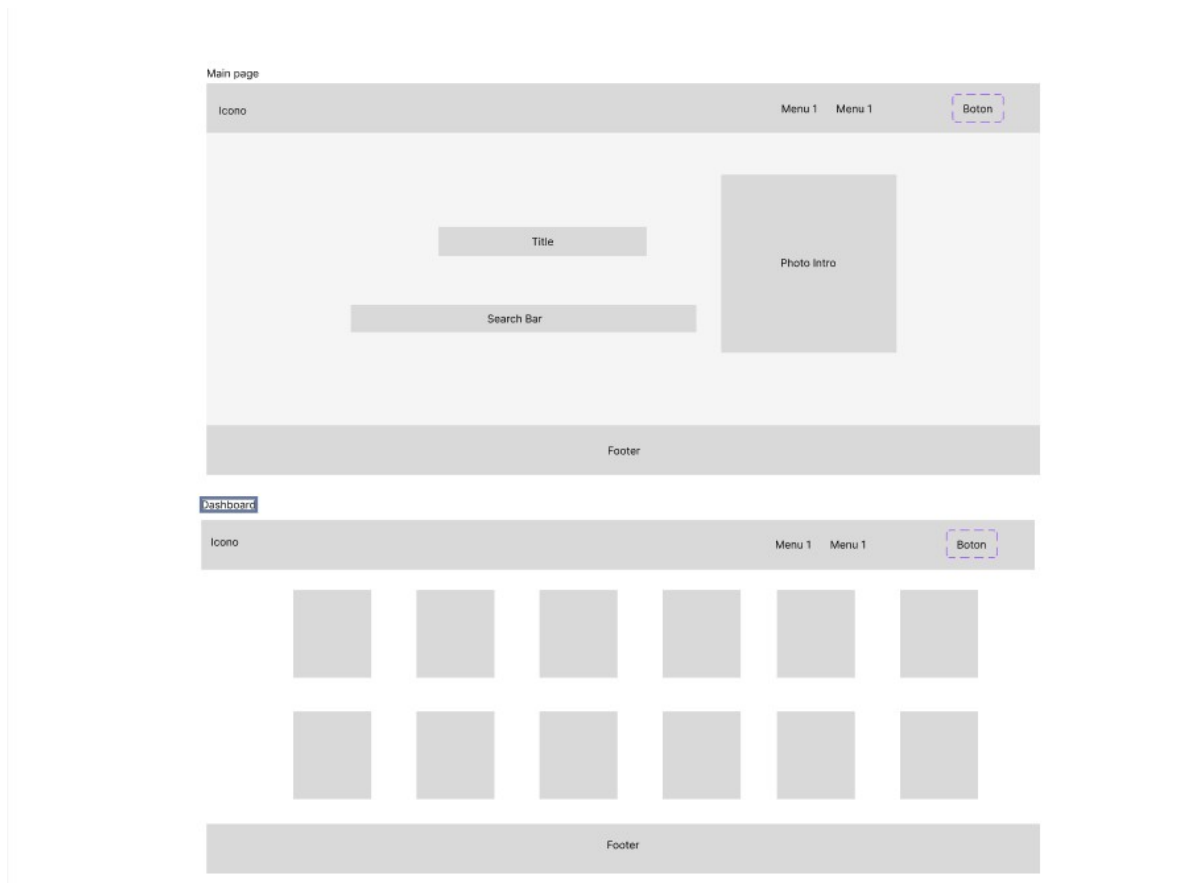 Main page
Icono
Menu 1 Menu 1
Boton
Title
Photo Intro
Search Bar
Footer
Dashboard
Icono
Menu 1 Menu 1
Boton
Footer